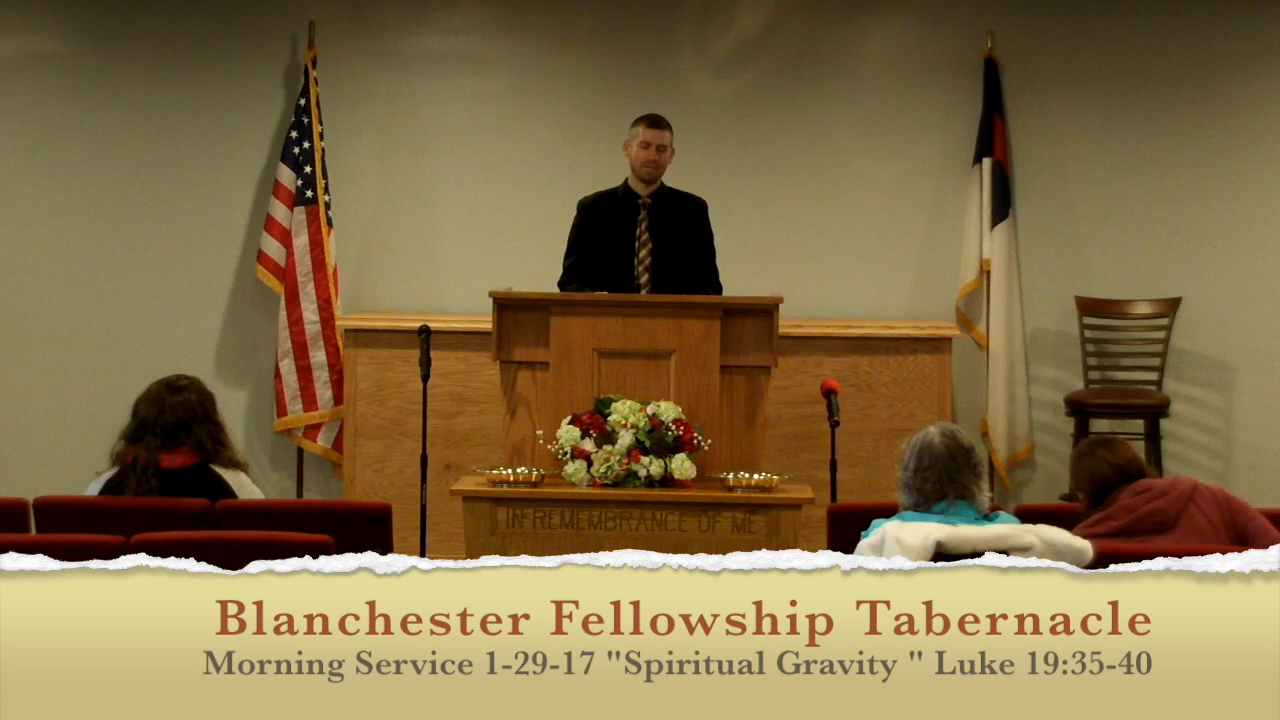 IN REMEMBRANCE OF ME
Blanchester Fellowship Tabernacle
Morning Service 1-29-17 "Spiritual Gravity " Luke 19:35-40